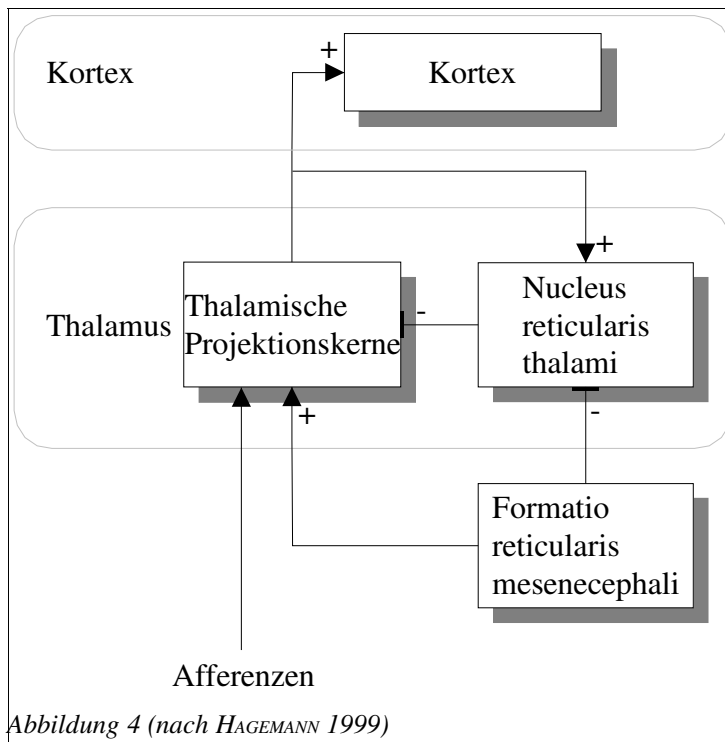 +
Kortex
Kortex
+
Thalamus
Thalamische
Projektionskerne
-
Nucleus
reticularis
thalami
+
-
Formatio
reticularis
mesenecephali
Afferenzen
Abbildung 4 (nach HAGEMANN 1999)